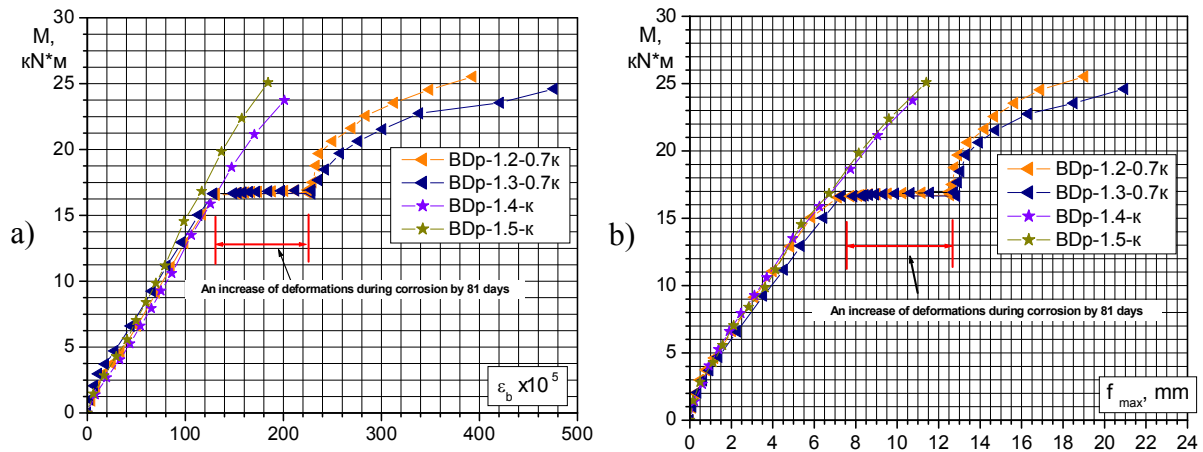 a)
M,
кN*м
30
25
20
15
10
5
0
0 100 200 300 400 500
BDp-1.2-0.7к
BDp-1.3-0.7к
BDp-1.4-к
BDp-1.5-к
An increase of deformations during corrosion by 81 days
ε_b x10^5
b)
M,
кN*м
30
25
20
15
10
5
0
0 2 4 6 8 10 12 14 16 18 20 22 24
BDp-1.2-0.7к
BDp-1.3-0.7к
BDp-1.4-к
BDp-1.5-к
An increase of deformations during corrosion by 81 days
f max, mm